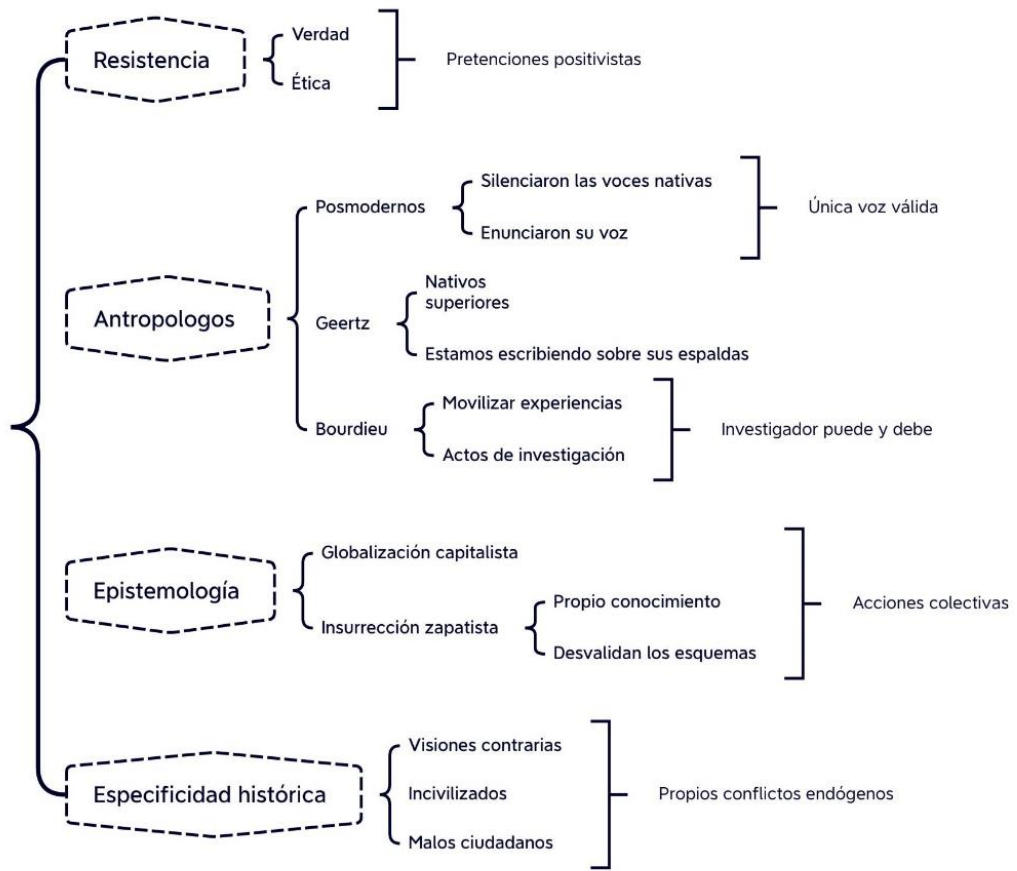 Resistencia
Verdad
Ética
Pretenciones positivistas
Antropologos
Posmodernos
Silenciaron las voces nativas
Enunciaron su voz
Única voz válida
Geertz
Nativos
superiores
Estamos escribiendo sobre sus espaldas
Bourdieu
Movilizar experiencias
Actos de investigación
Investigador puede y debe
Epistemología
Globalización capitalista
Insurrección zapatista
Propio conocimiento
Desvalidan los esquemas
Acciones colectivas
Especificidad histórica
Visiones contrarias
Incivilizados
Malos ciudadanos
Propios conflictos endógenos